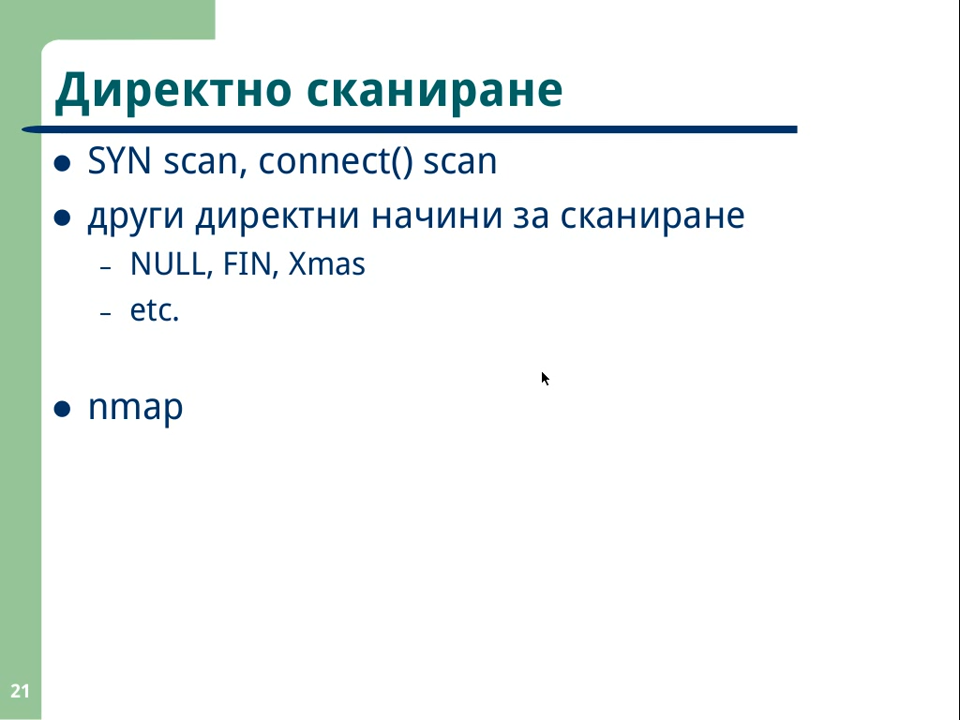 Директно сканиране
SYN scan, connect() scan
други директни начини за сканиране
– NULL, FIN, Xmas
– etc.
nmap
21